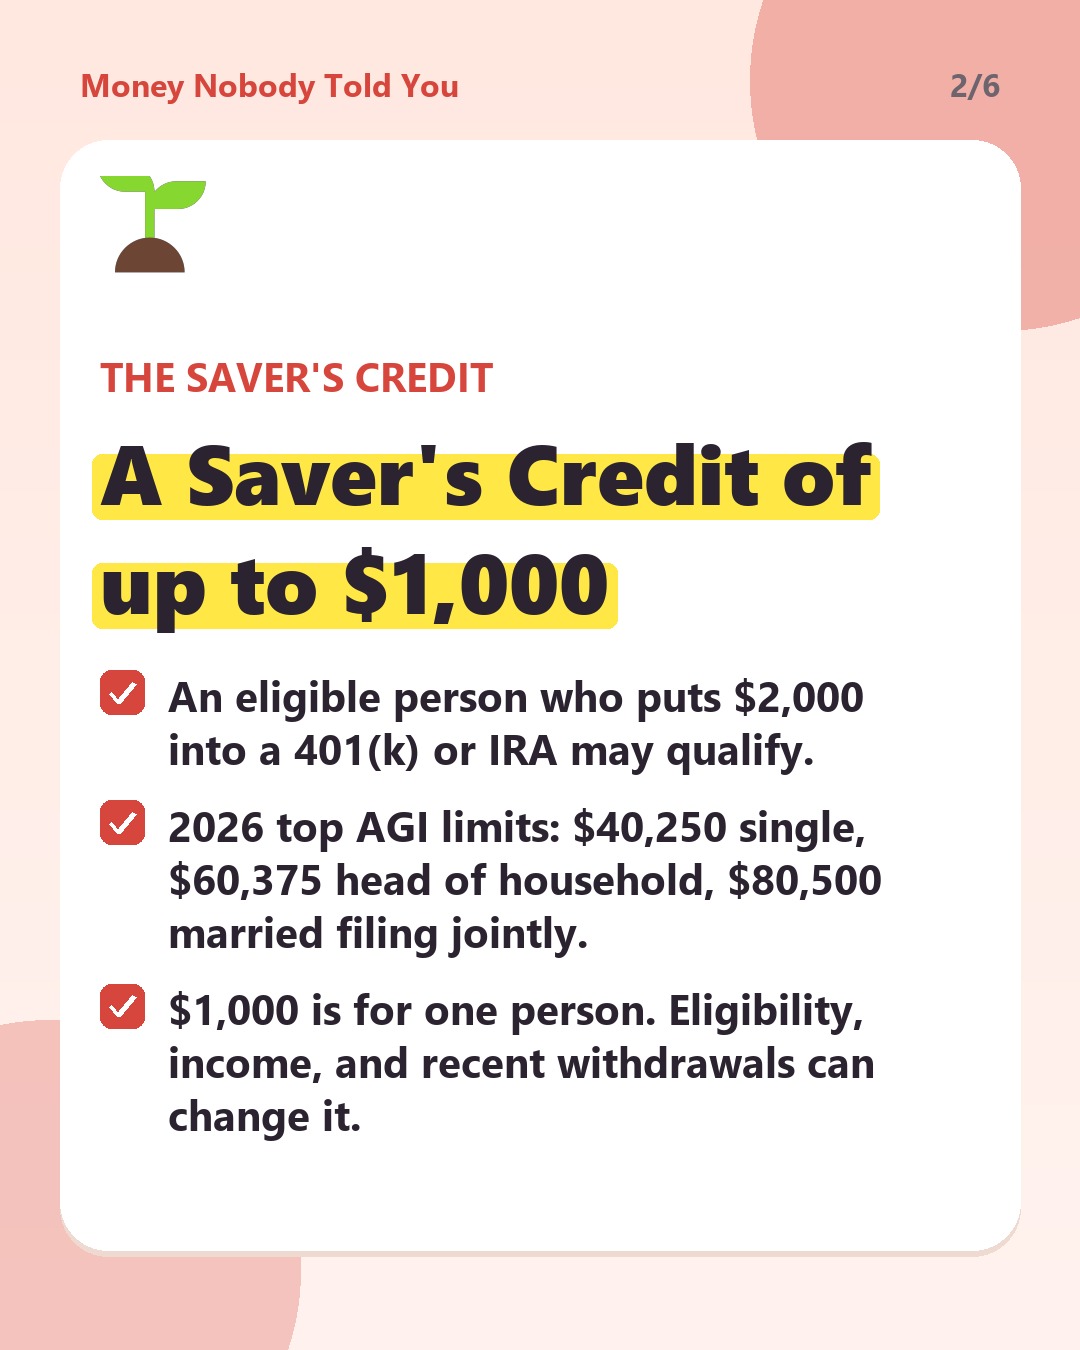 Money Nobody Told You
2/6
THE SAVER'S CREDIT
A Saver's Credit of
up to $1,000
An eligible person who puts $2,000
into a 401(k) or IRA may qualify.
2026 top AGI limits: $40,250 single,
$60,375 head of household, $80,500
married filing jointly.
$1,000 is for one person. Eligibility,
income, and recent withdrawals can
change it.